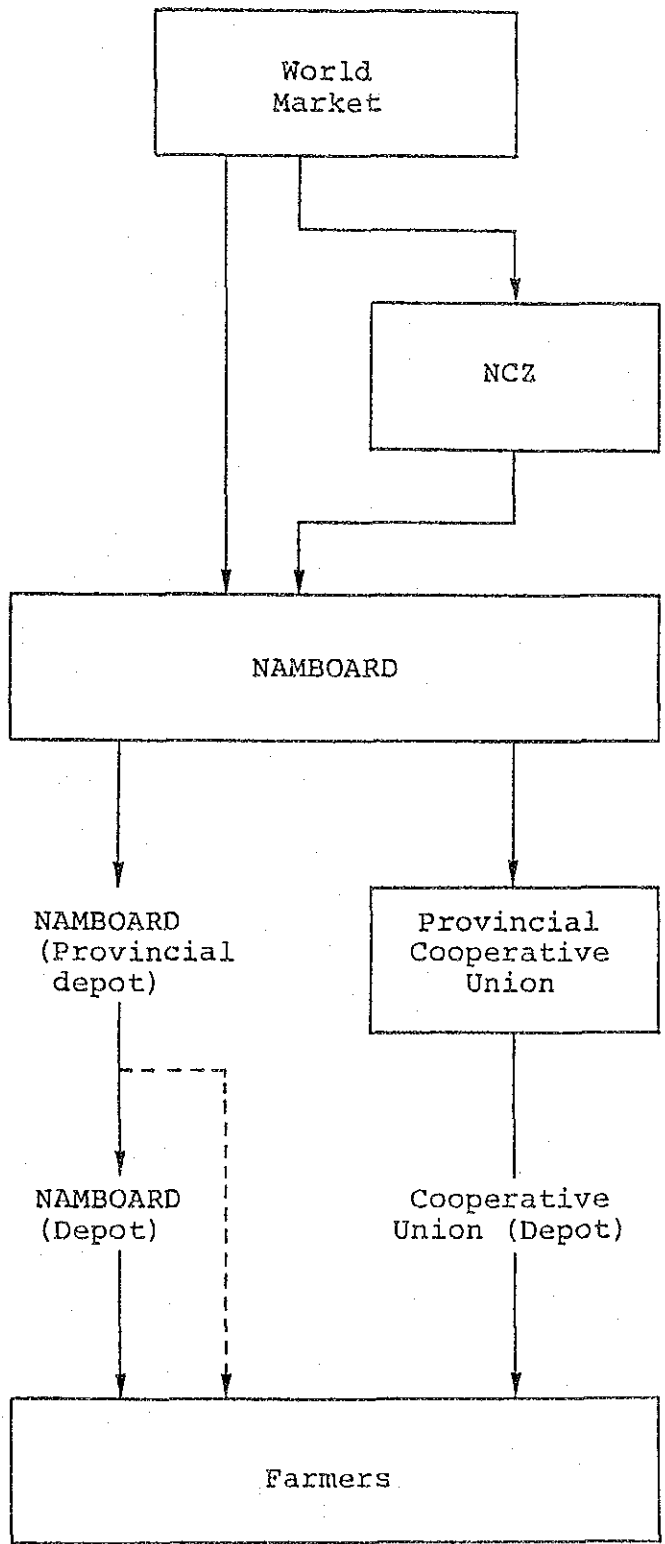 World
Market
NCZ
NAMBOARD
NAMBOARD
(Provincial
depot)
Provincial
Cooperative
Union
NAMBOARD
(Depot)
Cooperative
Union (Depot)
Farmers